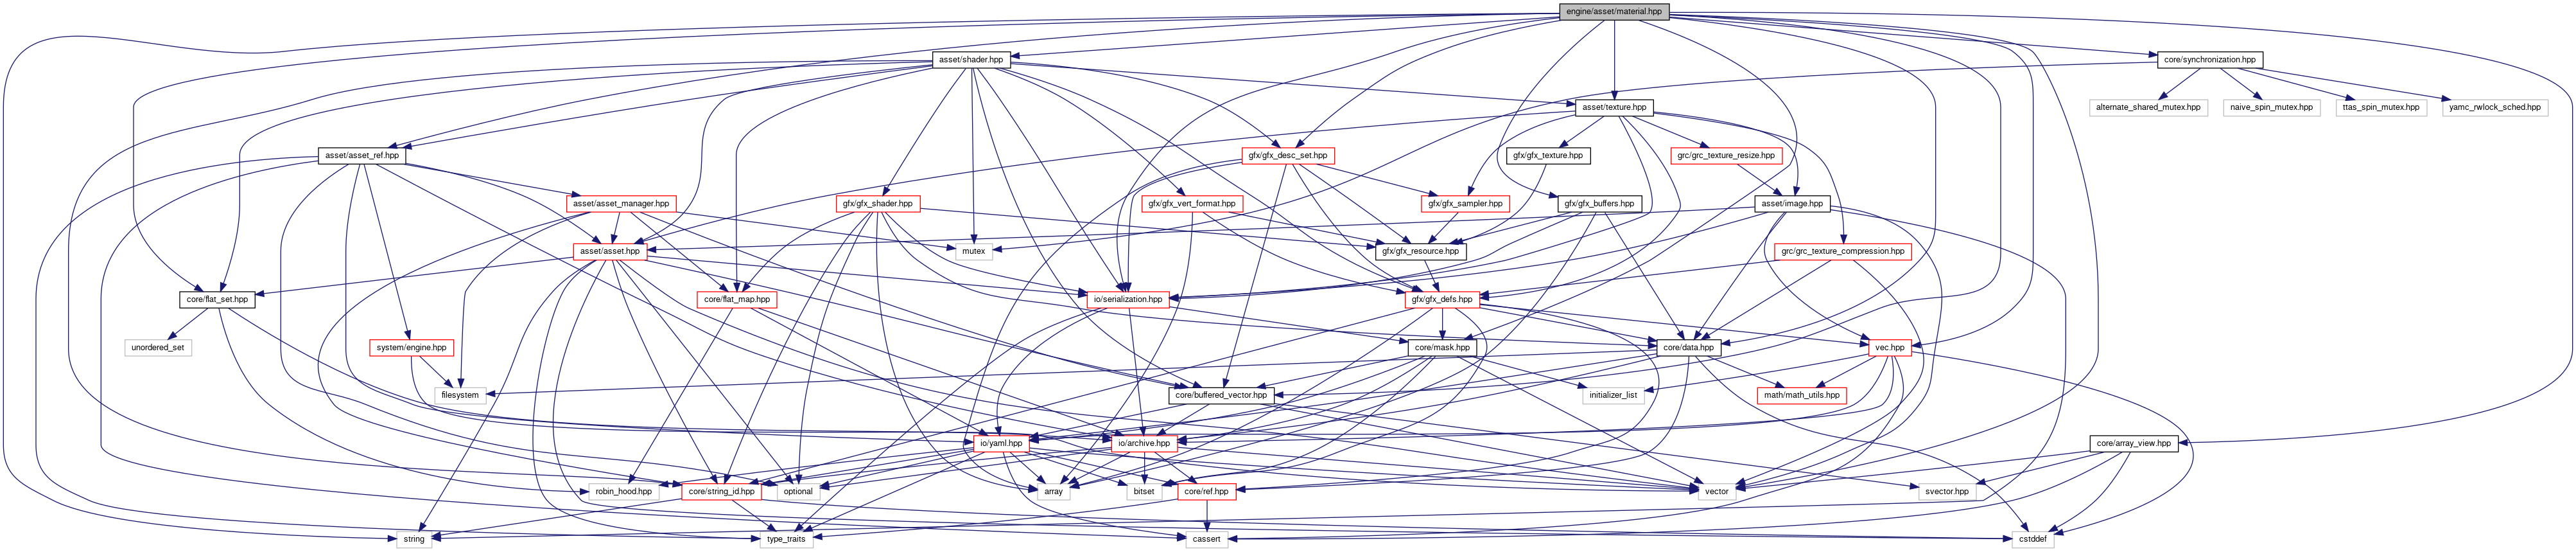 engine/asset/material.hpp
asset/shader.hpp
core/synchronization.hpp
asset/texture.hpp
alternate_shared_mutex.hpp
naive_spin_mutex.hpp
ttas_spin_mutex.hpp
yamc_rwlock_sched.hpp
asset/asset_ref.hpp
gfx/gfx_desc_set.hpp
gfx/gfx_texture.hpp
grc/grc_texture_resize.hpp
asset/asset_manager.hpp
gfx/gfx_shader.hpp
gfx/gfx_vert_format.hpp
gfx/gfx_sampler.hpp
gfx/gfx_buffers.hpp
asset/image.hpp
asset/asset.hpp
mutex
gfx/gfx_resource.hpp
grc/grc_texture_compression.hpp
core/flat_set.hpp
core/flat_map.hpp
io/serialization.hpp
gfx/gfx_defs.hpp
unordered_set
system/engine.hpp
core/mask.hpp
core/data.hpp
vec.hpp
filesystem
core/buffered_vector.hpp
initializer_list
math/math_utils.hpp
io/yaml.hpp
io/archive.hpp
core/array_view.hpp
robin_hood.hpp
core/string_id.hpp
optional
array
bitset
core/ref.hpp
vector
svector.hpp
string
type_traits
cassert
cstddef